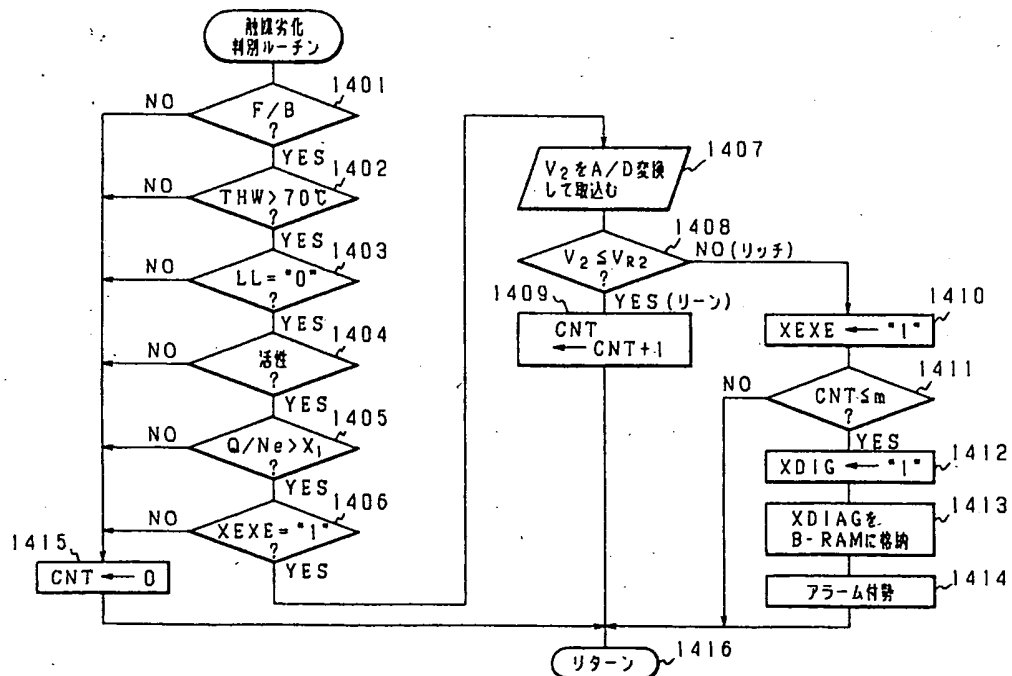 触媒劣化
判別ルーチン
1401
NO
F/B
?
YES
1402
NO
THW>70℃
?
YES
1403
NO
LL="0"
?
YES
1404
NO
活性
?
YES
1405
NO
Q/Ne>X₁
?
YES
1406
NO
XEXE="1"
?
YES
1415
CNT ← 0
1407
V₂をA/D変換
して取込む
1408
V₂≦VR2
?
NO(リッチ)
YES(リーン)
1409
CNT
← CNT+1
1410
XEXE ← "1"
1411
NO
CNT≦m
?
YES
1412
XDIG ← "1"
1413
XDIAGを
B-RAMに格納
1414
アラーム付勢
リターン
1416